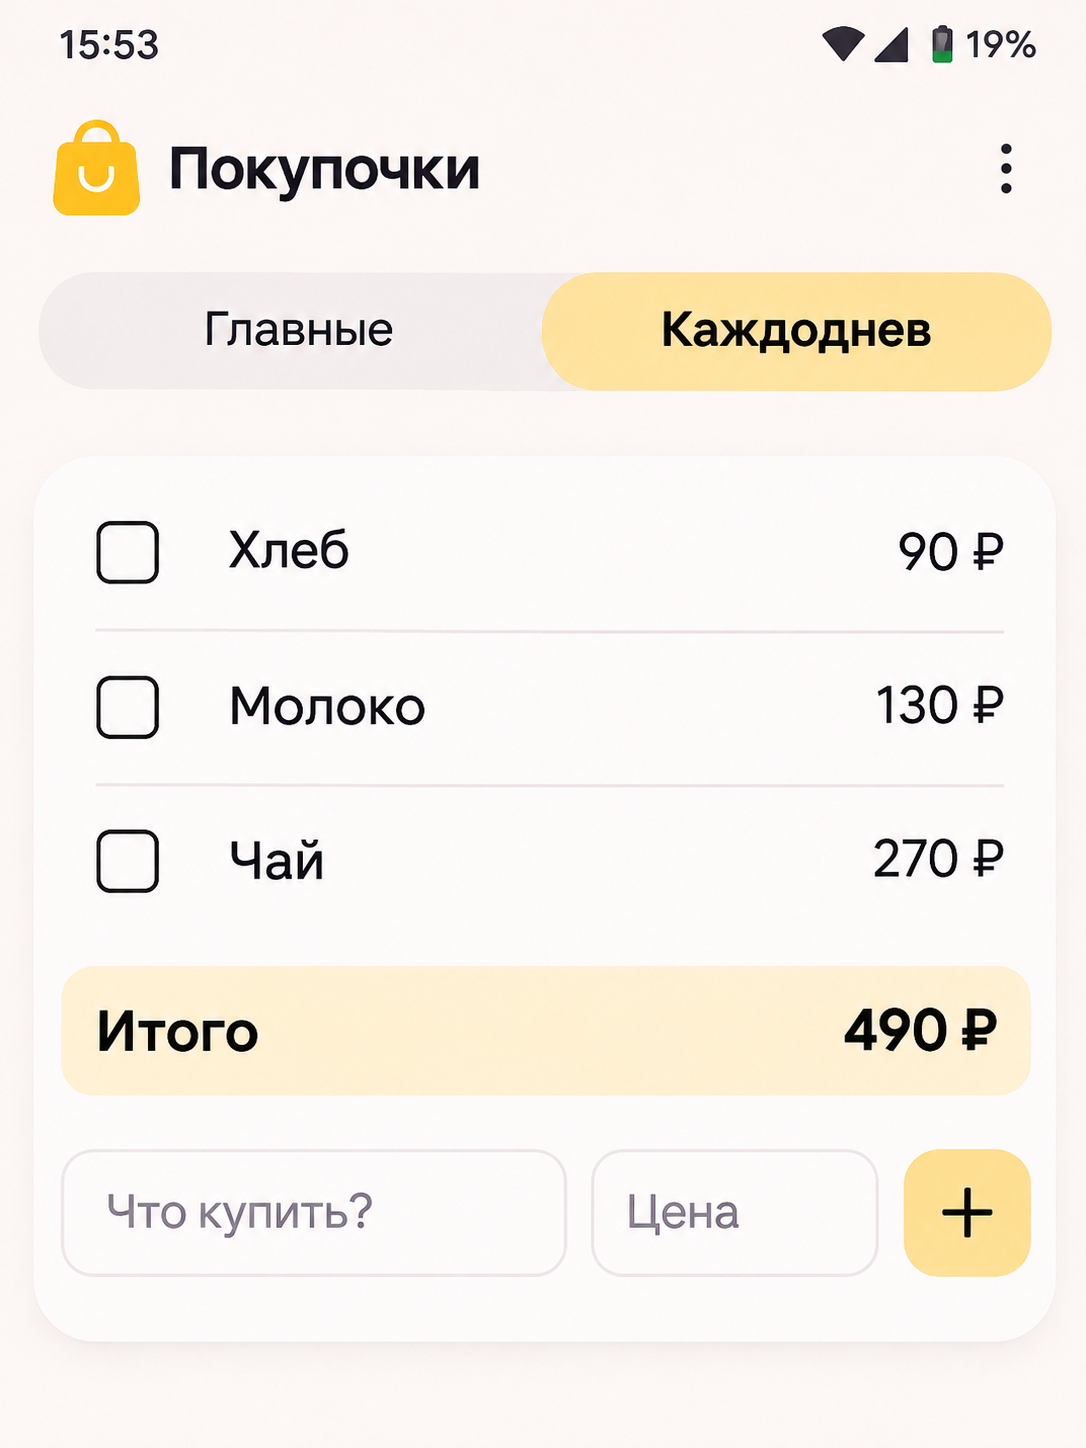 15:53 19%
Покупочки
Главные Каждоднев
Хлеб 90 ₽
Молоко 130 ₽
Чай 270 ₽
Итого 490 ₽
Что купить? Цена +